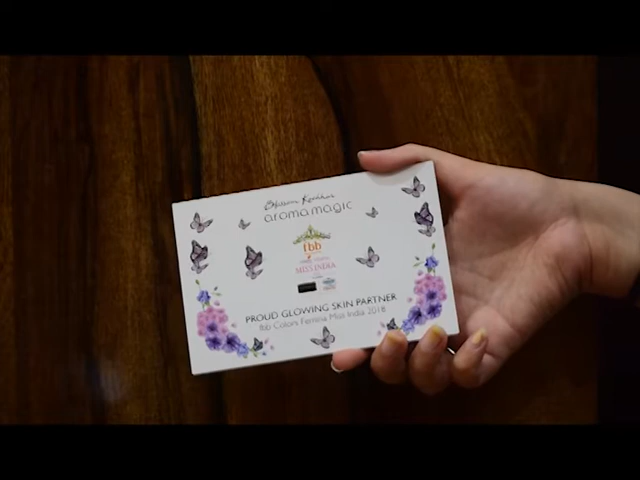 Blossom Kochhar
aroma magic
fbb
MISS INDIA
PROUD GLOWING SKIN PARTNER
fbb Colors Femina Miss India 2018